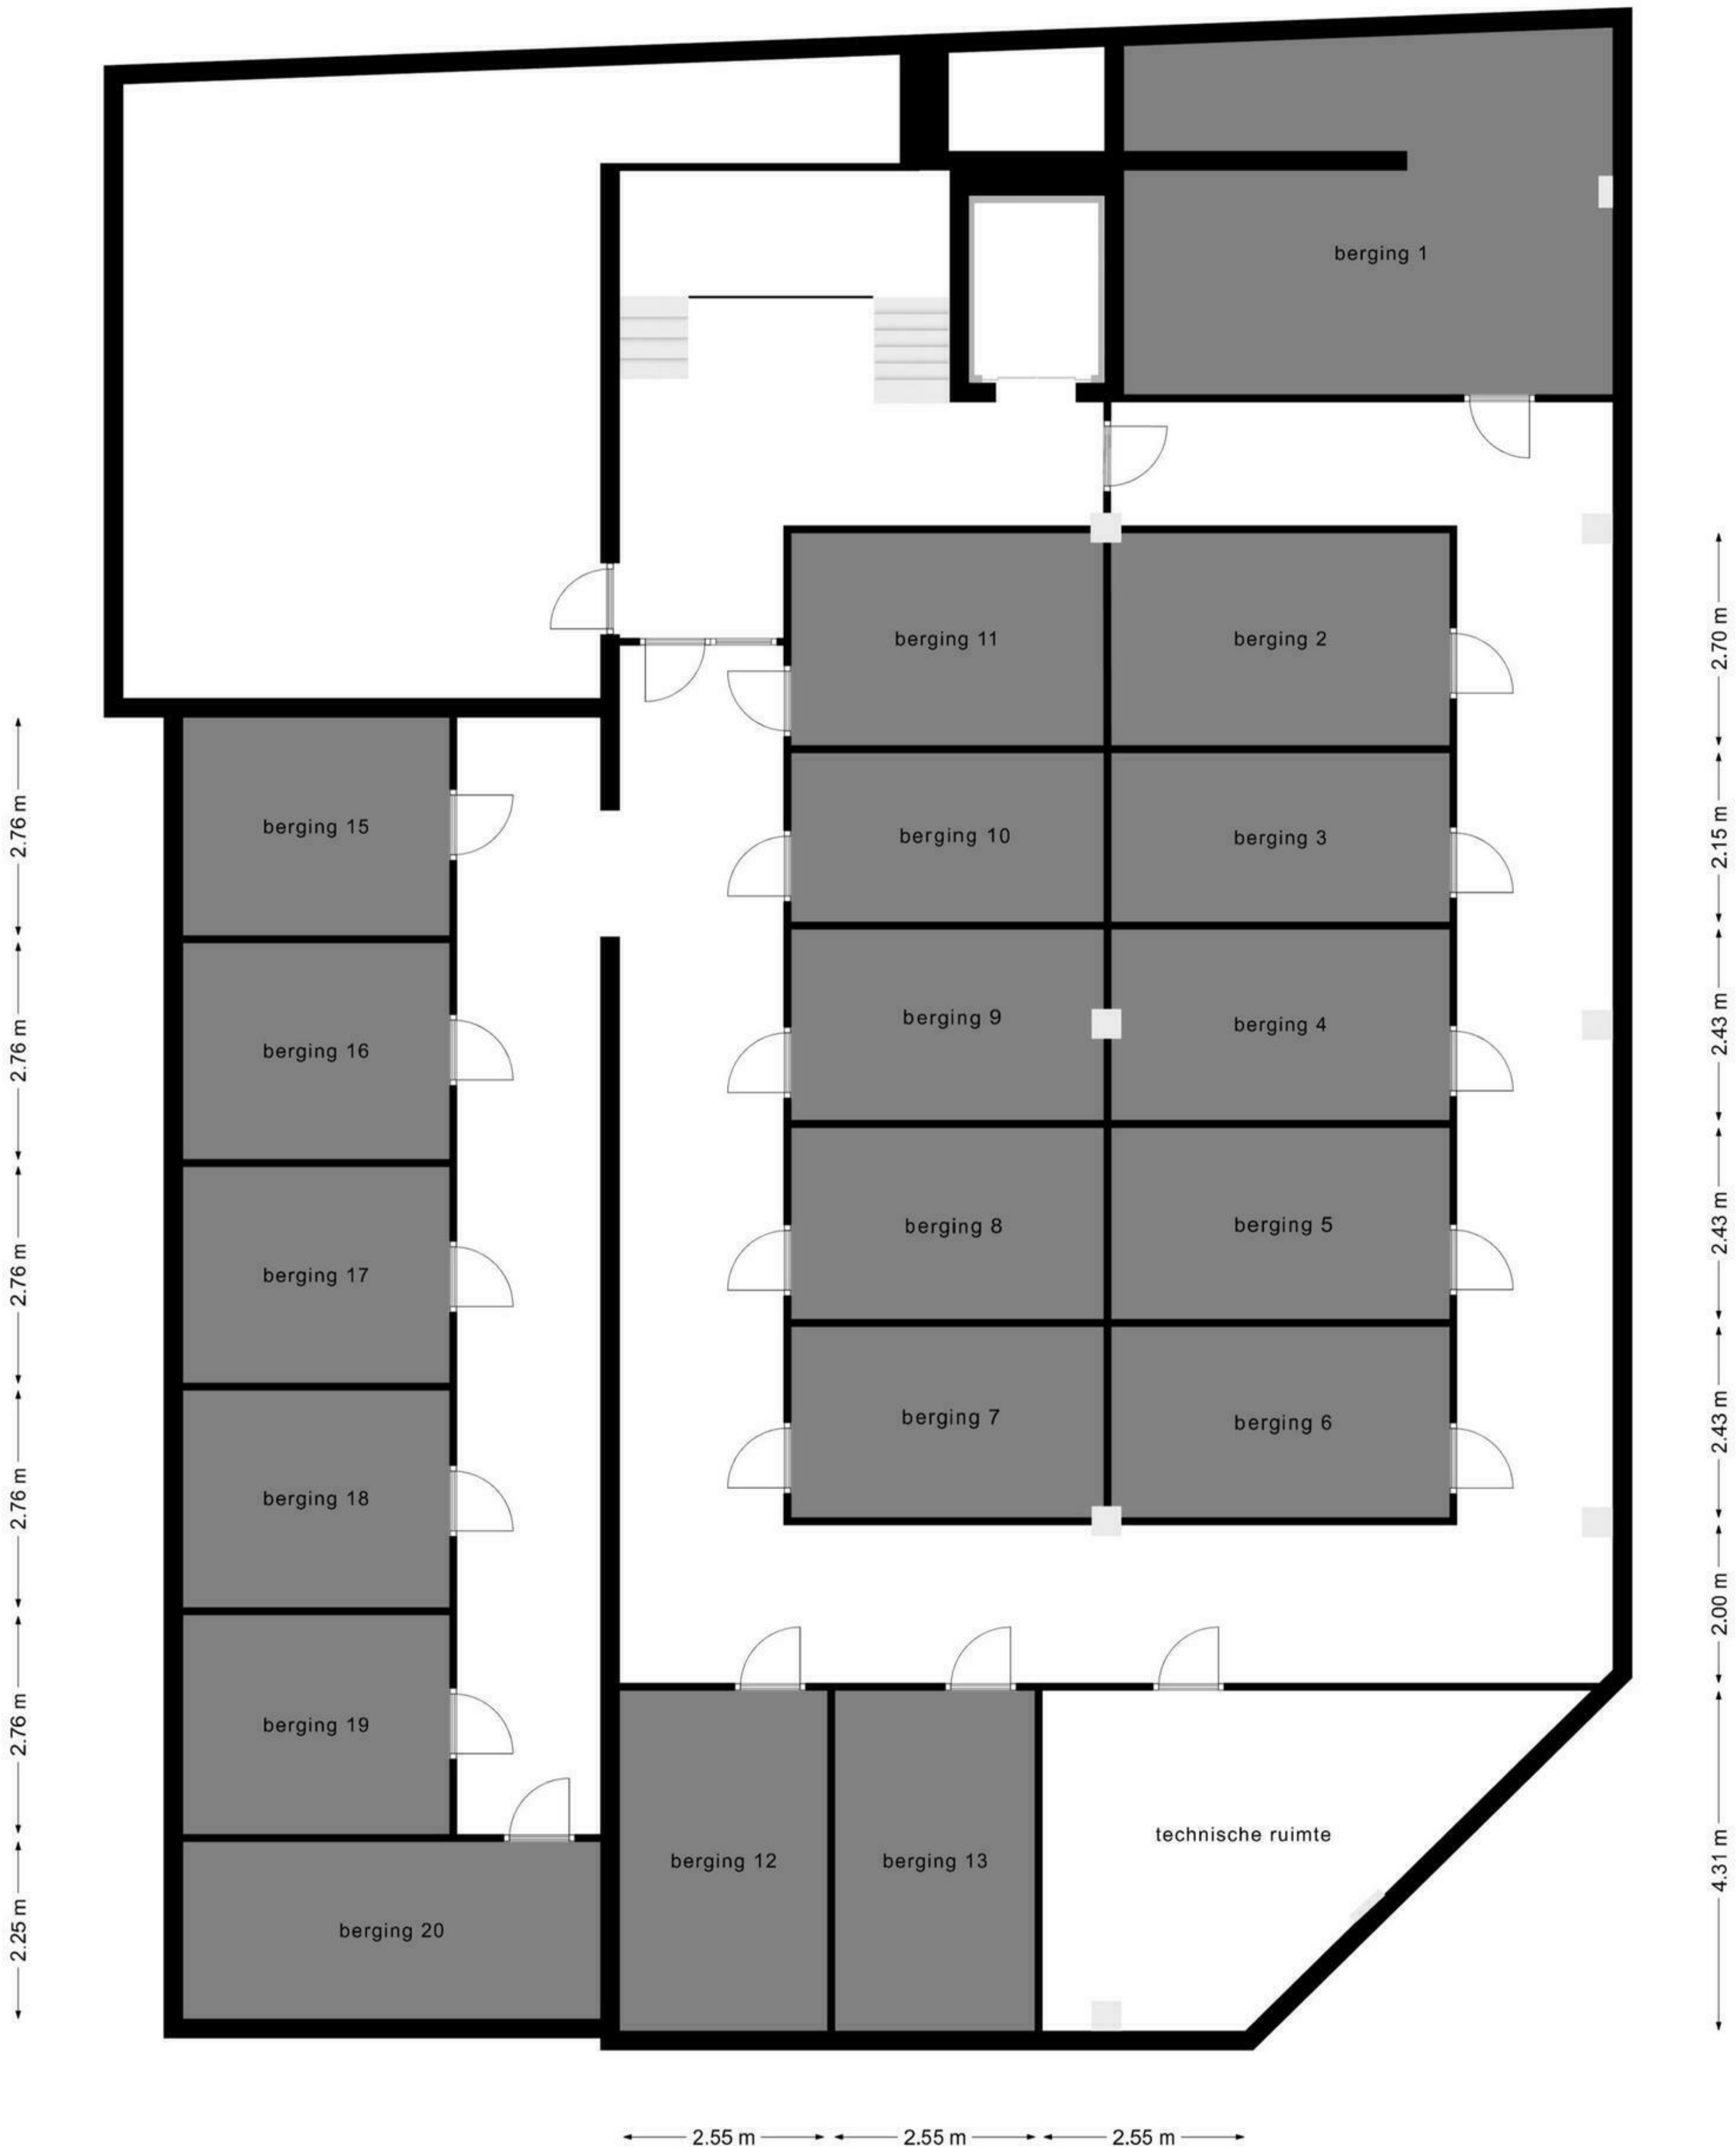 berging 1
berging 11
berging 2
2.70 m
berging 15
2.76 m
berging 10
berging 3
2.15 m
berging 16
2.76 m
berging 9
berging 4
2.43 m
berging 17
2.76 m
berging 8
berging 5
2.43 m
berging 18
2.76 m
berging 7
berging 6
2.43 m
2.00 m
berging 19
2.76 m
berging 20
2.25 m
berging 12
berging 13
technische ruimte
4.31 m
2.55 m
2.55 m
2.55 m